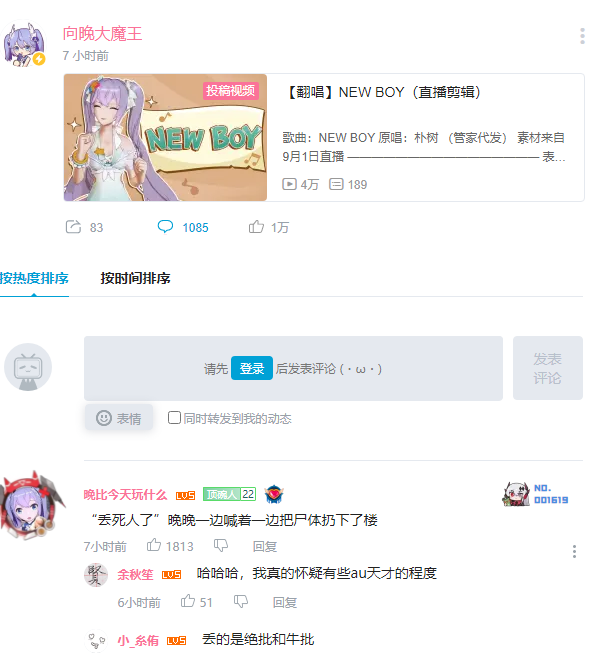 向晚大魔王
7 小时前
投稿视频
NEW BOY
【翻唱】NEW BOY（直播剪辑）
歌曲：NEW BOY 原唱：朴树 （管家代发） 素材来自
9月1日直播 ———————————————— 表...
4万 189
83 1085 1万
按热度排序 按时间排序
请先 登录 后发表评论 (・ω・)
发表
评论
表情 同时转发到我的动态
晚比今天玩什么 LV5 顶碗人 22
NO.
001619
“丢死人了”晚晚—边喊着—边把尸体扔下了楼
7小时前 1813 回复
余秋笙 LV5 哈哈哈，我真的怀疑有些au天才的程度
6小时前 51 回复
小_糸侑 LV5 丢的是绝批和牛批